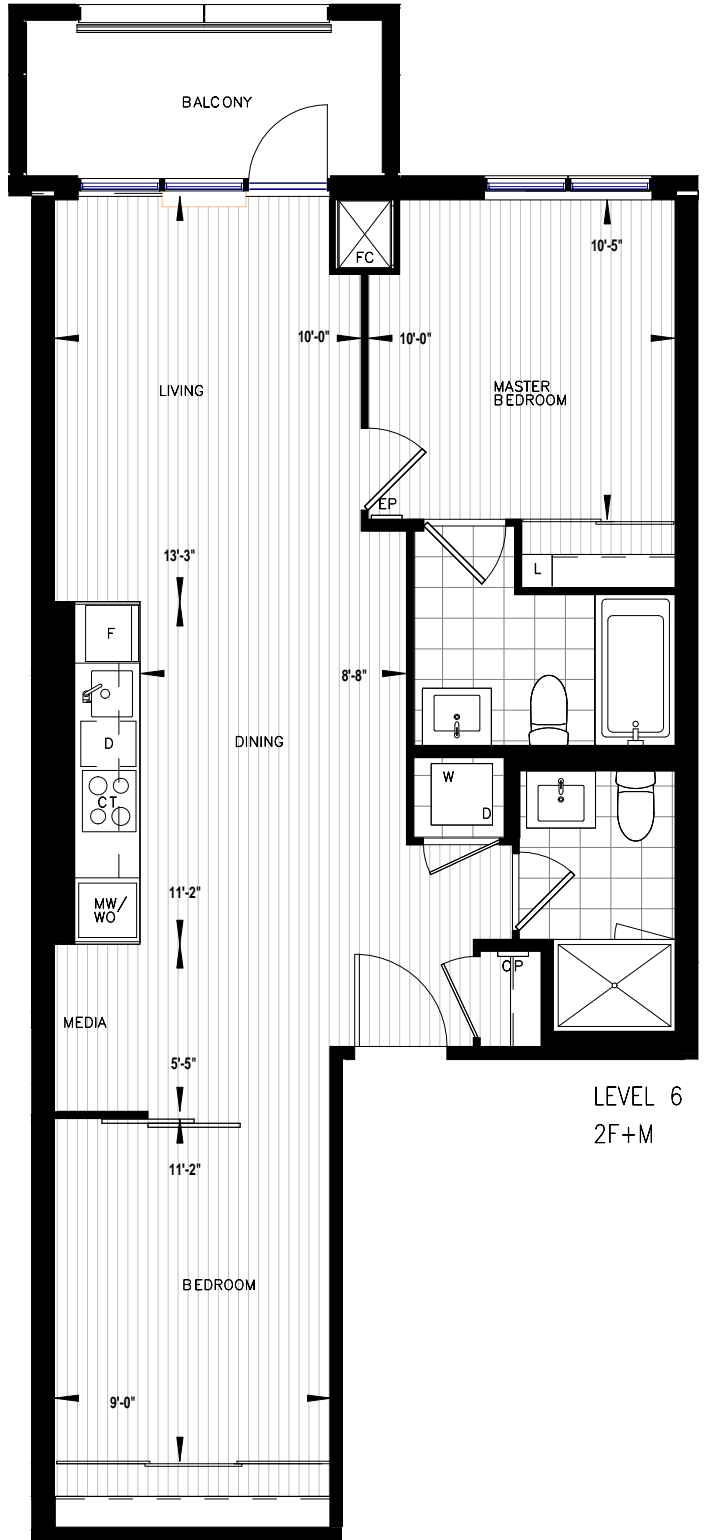 BALCONY
FC
10'-5"
10'-0"
10'-0"
LIVING
MASTER
BEDROOM
EP
13'-3"
L
F
8'-8"
D
DINING
W
D
CT
11'-2"
MW/
WO
CP
MEDIA
5'-5"
LEVEL 6
2F+M
11'-2"
BEDROOM
9'-0"